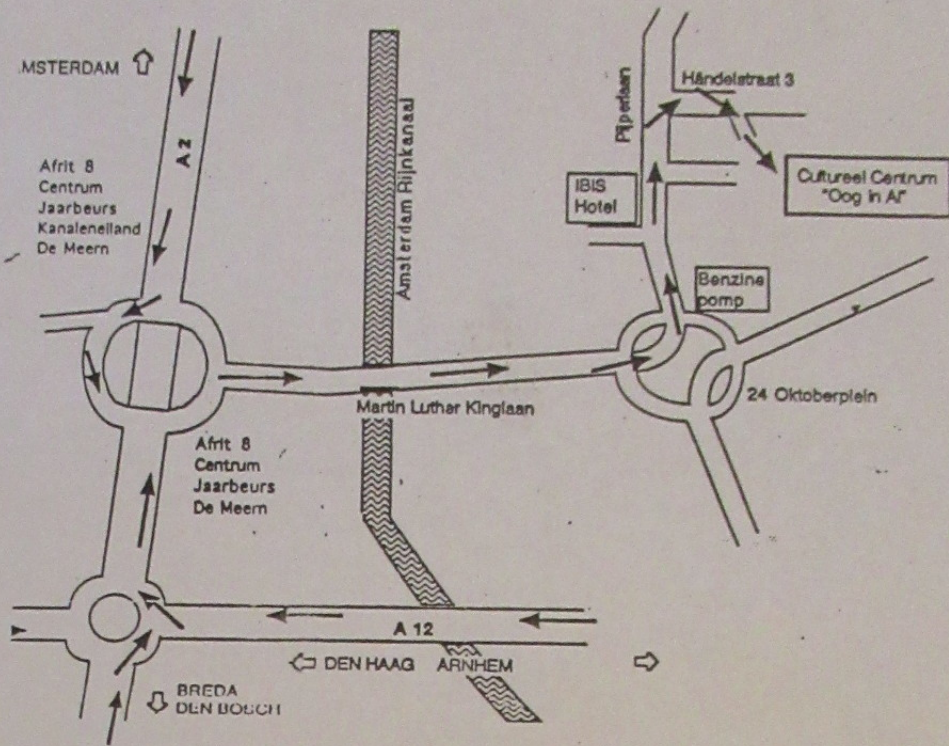 MSTERDAM
A 2
Afrit 8
Centrum
Jaarbeurs
Kanaleneiland
De Meern
Amsterdam Rijnkanaal
Pijperlaan
Händelstraat 3
IBIS
Hotel
Cultureel Centrum
"Oog in Al"
Benzine
pomp
24 Oktoberplein
Martin Luthar Kinglaan
Afrit 8
Centrum
Jaarbeurs
De Meern
A 12
DEN HAAG ARNHEM
BREDA
DEN BOSCH